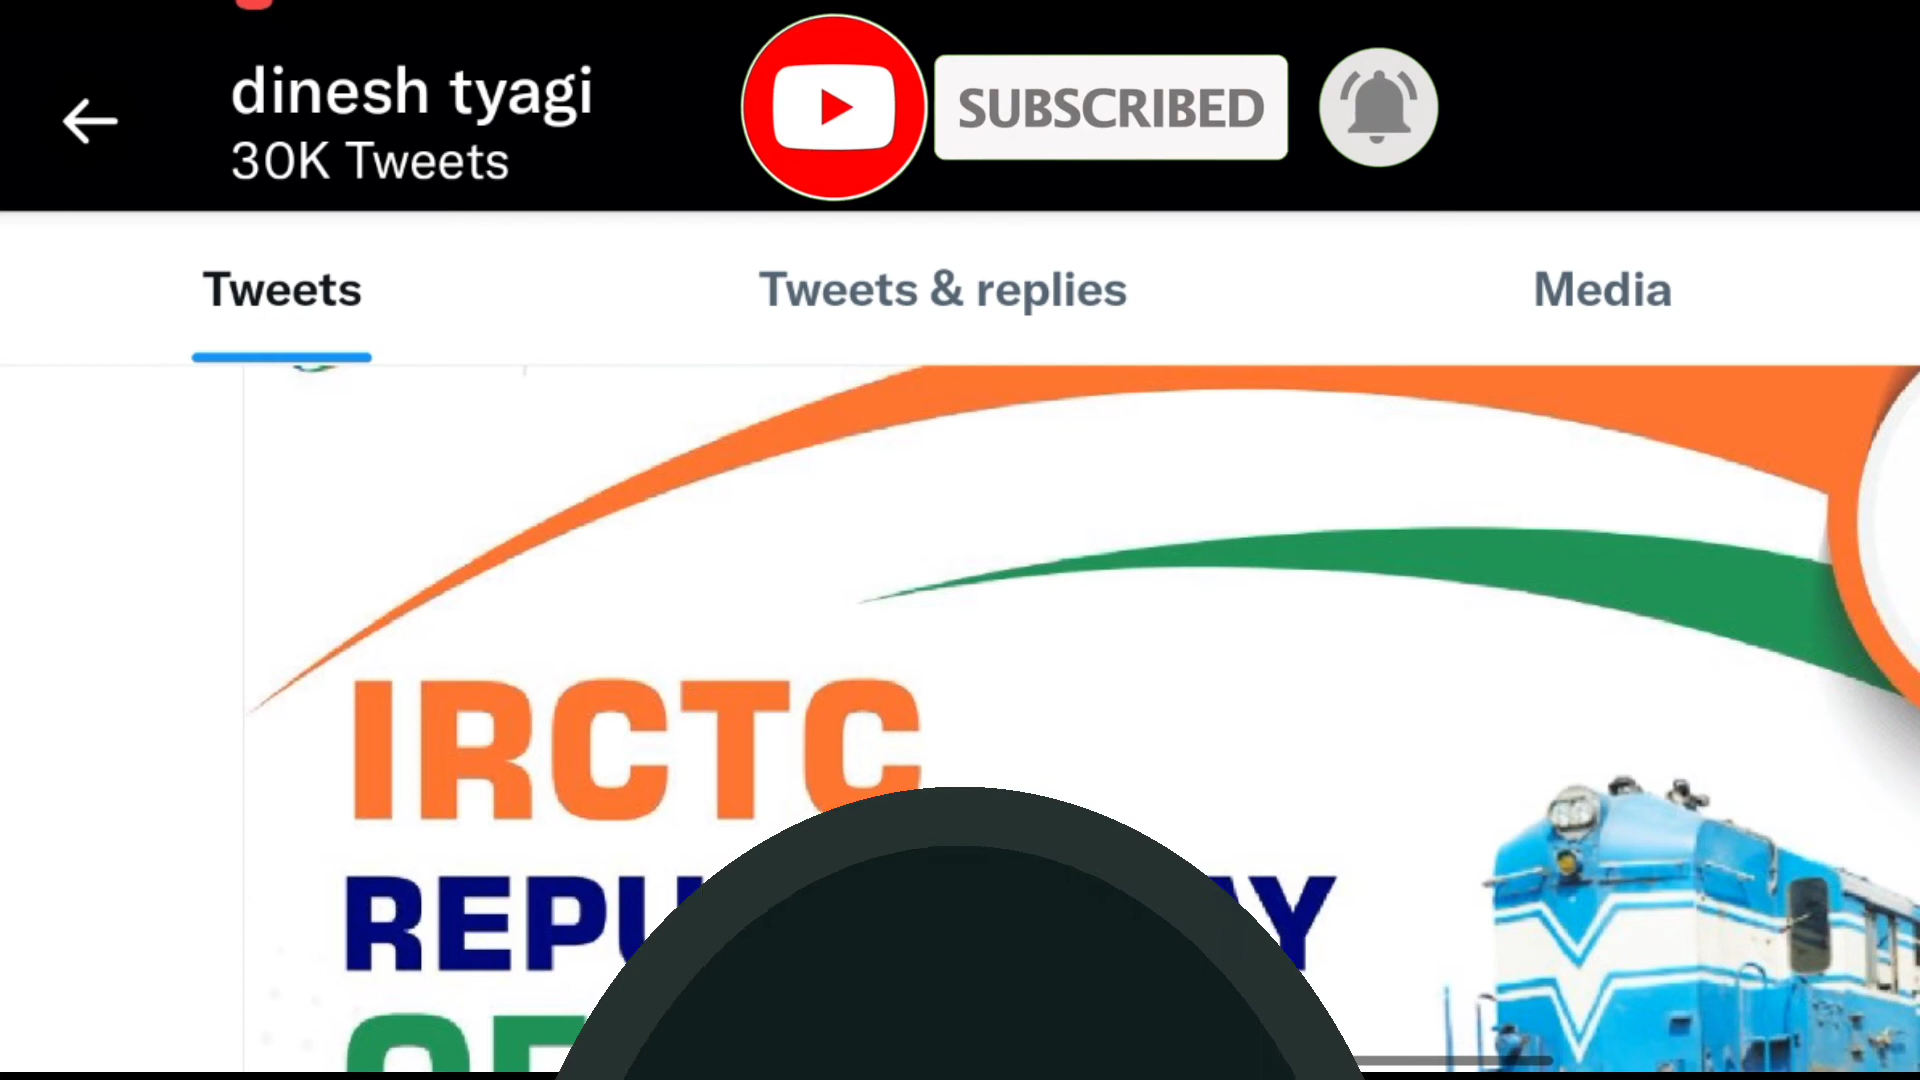 dinesh tyagi
30K Tweets
SUBSCRIBED
Tweets
Tweets & replies
Media
IRCTC